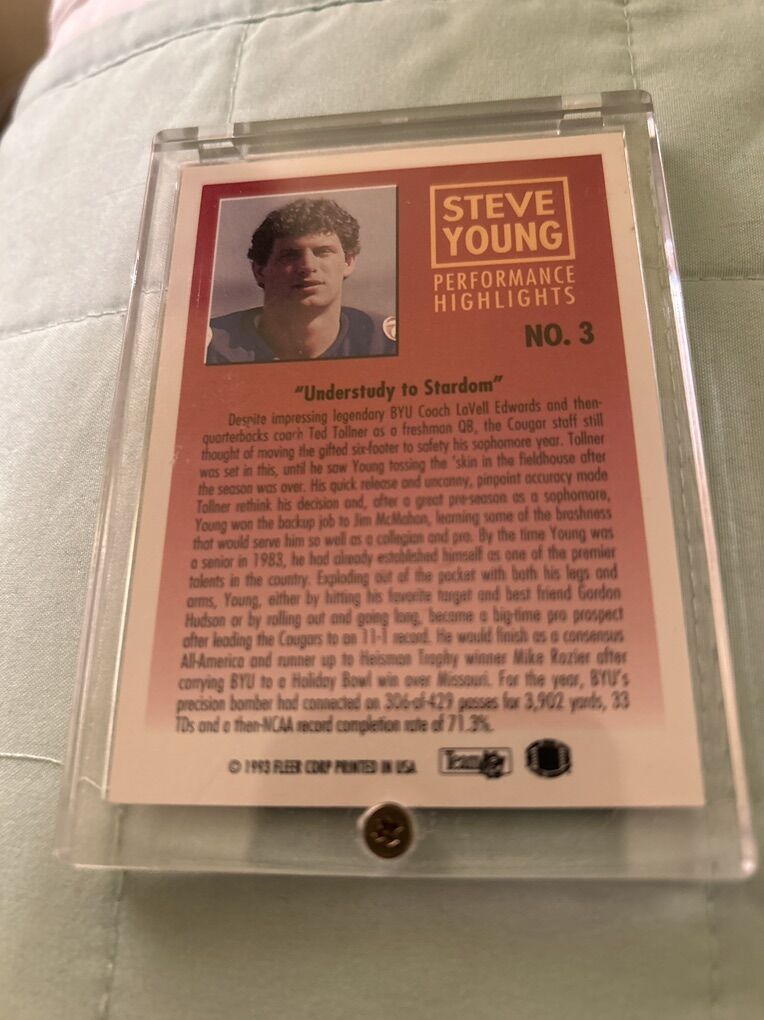 STEVE
YOUNG
PERFORMANCE
HIGHLIGHTS
NO. 3
"Understudy to Stardom"
Despite impressing legendary BYU Coach LaVell Edwards and then-
quarterbacks coach Ted Tollner as a freshman QB, the Cougar staff still
thought of moving the gifted six-footer to safety his sophomore year. Tollner
was set in this, until he saw Young tossing the 'skin in the fieldhouse after
the season was over. His quick release and uncanny, pinpoint accuracy made
Tollner rethink his decision and, after a great pre-season as a sophomore,
Young won the backup job to Jim McMahon, learning some of the brashness
that would serve him so well as a collegian and pro. By the time Young was
a senior in 1983, he had already established himself as one of the premier
talents in the country. Exploding out of the pocket with both his legs and
arms, Young, either by hitting his favorite target and best friend Gordon
Hudson or by rolling out and going long, became a big-time pro prospect
after leading the Cougars to an 11-1 record. He would finish as a consensus
All-America and runner up to Heisman Trophy winner Mike Rozier after
carrying BYU to a Holiday Bowl win over Missouri. For the year, BYU's
precision bomber had connected on 306-of-429 passes for 3,902 yards, 33
TDs and a then-NCAA record completion rate of 71.3%.
© 1993 FLEER CORP PRINTED IN USA
Team